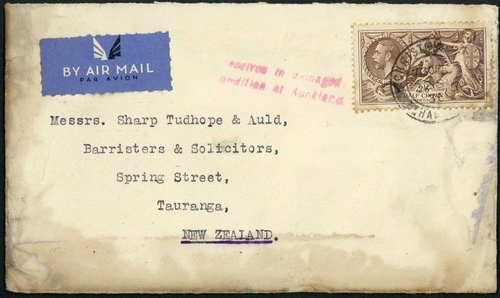 BY AIR MAIL
PAR AVION
received in damaged
condition at Auckland
Messrs. Sharp Tudhope & Auld,
Barristers & Solicitors,
Spring Street,
Tauranga,
NEW ZEALAND.